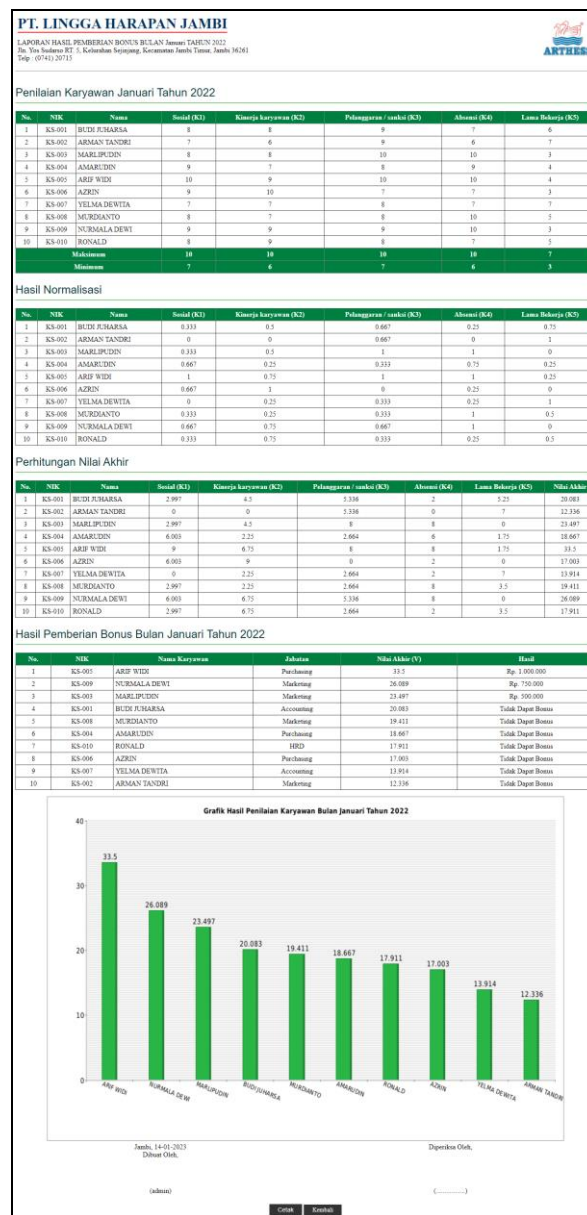 PT. LINGGA HARAPAN JAMBI
LAPORAN HASIL PEMBERIAN BONUS BULAN Januari TAHUN 2022
Jln. Yos Sudarso RT. 5, Kelurahan Sejinjang, Kecamatan Jambi Timur, Jambi 36261
Telp : (0741) 20715
ARTHESS
Penilaian Karyawan Januari Tahun 2022
No. NIK Nama Sosial (K1) Kinerja karyawan (K2) Pelanggaran / sanksi (K3) Absensi (K4) Lama Bekerja (K5)
1 KS-001 BUDI JUHARSA 8 8 9 7 6
2 KS-002 ARMAN TANDRI 7 6 9 6 7
3 KS-003 MARLIPUDIN 8 8 10 10 3
4 KS-004 AMARUDIN 9 7 8 9 4
5 KS-005 ARIF WIDI 10 9 10 10 4
6 KS-006 AZRIN 9 10 7 7 3
7 KS-007 YELMA DEWITA 7 7 8 7 7
8 KS-008 MURDIANTO 8 7 8 10 5
9 KS-009 NURMALA DEWI 9 9 9 10 3
10 KS-010 RONALD 8 9 8 7 5
Maksimum 10 10 10 10 7
Minimum 7 6 7 6 3
Hasil Normalisasi
No. NIK Nama Sosial (K1) Kinerja karyawan (K2) Pelanggaran / sanksi (K3) Absensi (K4) Lama Bekerja (K5)
1 KS-001 BUDI JUHARSA 0.333 0.5 0.667 0.25 0.75
2 KS-002 ARMAN TANDRI 0 0 0.667 0 1
3 KS-003 MARLIPUDIN 0.333 0.5 1 1 0
4 KS-004 AMARUDIN 0.667 0.25 0.333 0.75 0.25
5 KS-005 ARIF WIDI 1 0.75 1 1 0.25
6 KS-006 AZRIN 0.667 1 0 0.25 0
7 KS-007 YELMA DEWITA 0 0.25 0.333 0.25 1
8 KS-008 MURDIANTO 0.333 0.25 0.333 1 0.5
9 KS-009 NURMALA DEWI 0.667 0.75 0.667 1 0
10 KS-010 RONALD 0.333 0.75 0.333 0.25 0.5
Perhitungan Nilai Akhir
No. NIK Nama Sosial (K1) Kinerja karyawan (K2) Pelanggaran / sanksi (K3) Absensi (K4) Lama Bekerja (K5) Nilai Akhir
1 KS-001 BUDI JUHARSA 2.997 4.5 5.336 2 5.25 20.083
2 KS-002 ARMAN TANDRI 0 0 5.336 0 7 12.336
3 KS-003 MARLIPUDIN 2.997 4.5 8 8 0 23.497
4 KS-004 AMARUDIN 6.003 2.25 2.664 6 1.75 18.667
5 KS-005 ARIF WIDI 9 6.75 8 8 1.75 33.5
6 KS-006 AZRIN 6.003 9 0 2 0 17.003
7 KS-007 YELMA DEWITA 0 2.25 2.664 2 7 13.914
8 KS-008 MURDIANTO 2.997 2.25 2.664 8 3.5 19.411
9 KS-009 NURMALA DEWI 6.003 6.75 5.336 8 0 26.089
10 KS-010 RONALD 2.997 6.75 2.664 2 3.5 17.911
Hasil Pemberian Bonus Bulan Januari Tahun 2022
No. NIK Nama Karyawan Jabatan Nilai Akhir (V) Hasil
1 KS-005 ARIF WIDI Purchasing 33.5 Rp. 1.000.000
2 KS-009 NURMALA DEWI Marketing 26.089 Rp. 750.000
3 KS-003 MARLIPUDIN Marketing 23.497 Rp. 500.000
4 KS-001 BUDI JUHARSA Accounting 20.083 Tidak Dapat Bonus
5 KS-008 MURDIANTO Marketing 19.411 Tidak Dapat Bonus
6 KS-004 AMARUDIN Purchasing 18.667 Tidak Dapat Bonus
7 KS-010 RONALD HRD 17.911 Tidak Dapat Bonus
8 KS-006 AZRIN Purchasing 17.003 Tidak Dapat Bonus
9 KS-007 YELMA DEWITA Accounting 13.914 Tidak Dapat Bonus
10 KS-002 ARMAN TANDRI Marketing 12.336 Tidak Dapat Bonus
Grafik Hasil Penilaian Karyawan Bulan Januari Tahun 2022
40
30
20
10
0
33.5 26.089 23.497 20.083 19.411 18.667 17.911 17.003 13.914 12.336
ARIF WIDI NURMALA DEWI MARLIPUDIN BUDI JUHARSA MURDIANTO AMARUDIN RONALD AZRIN YELMA DEWITA ARMAN TANDRI
Jambi, 14-01-2023
Dibuat Oleh, Diperiksa Oleh,
(admin) (..............)
Cetak Kembali